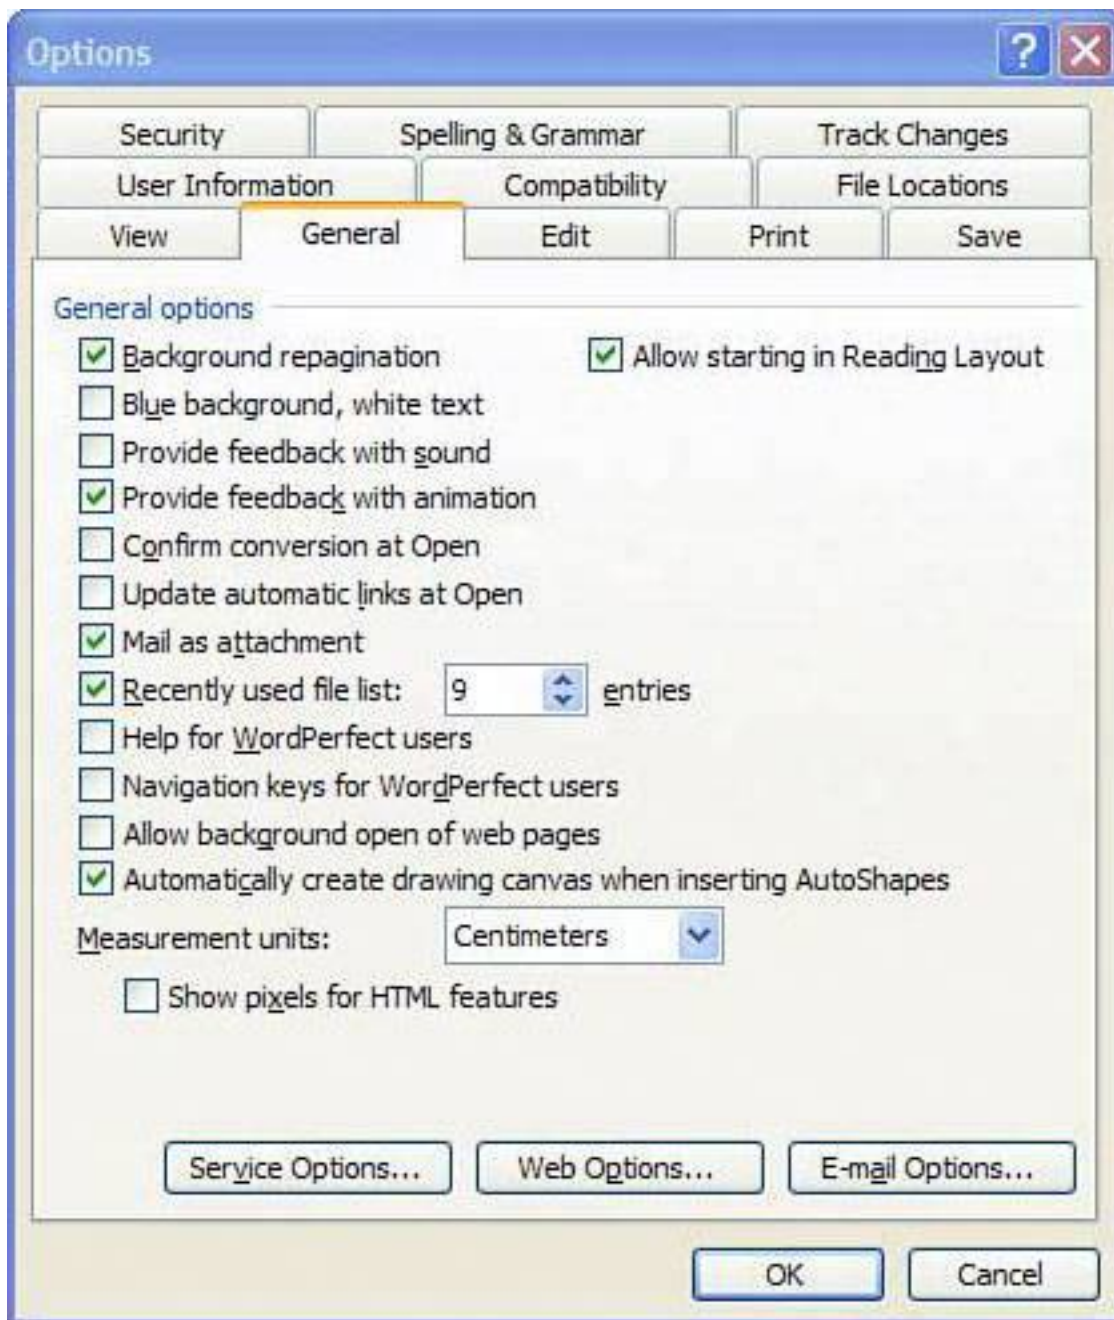 Options
Security Spelling & Grammar Track Changes
User Information Compatibility File Locations
View General Edit Print Save
General options
Background repagination Allow starting in Reading Layout
Blue background, white text
Provide feedback with sound
Provide feedback with animation
Confirm conversion at Open
Update automatic links at Open
Mail as attachment
Recently used file list: 9 entries
Help for WordPerfect users
Navigation keys for WordPerfect users
Allow background open of web pages
Automatically create drawing canvas when inserting AutoShapes
Measurement units: Centimeters
Show pixels for HTML features
Service Options... Web Options... E-mail Options...
OK Cancel